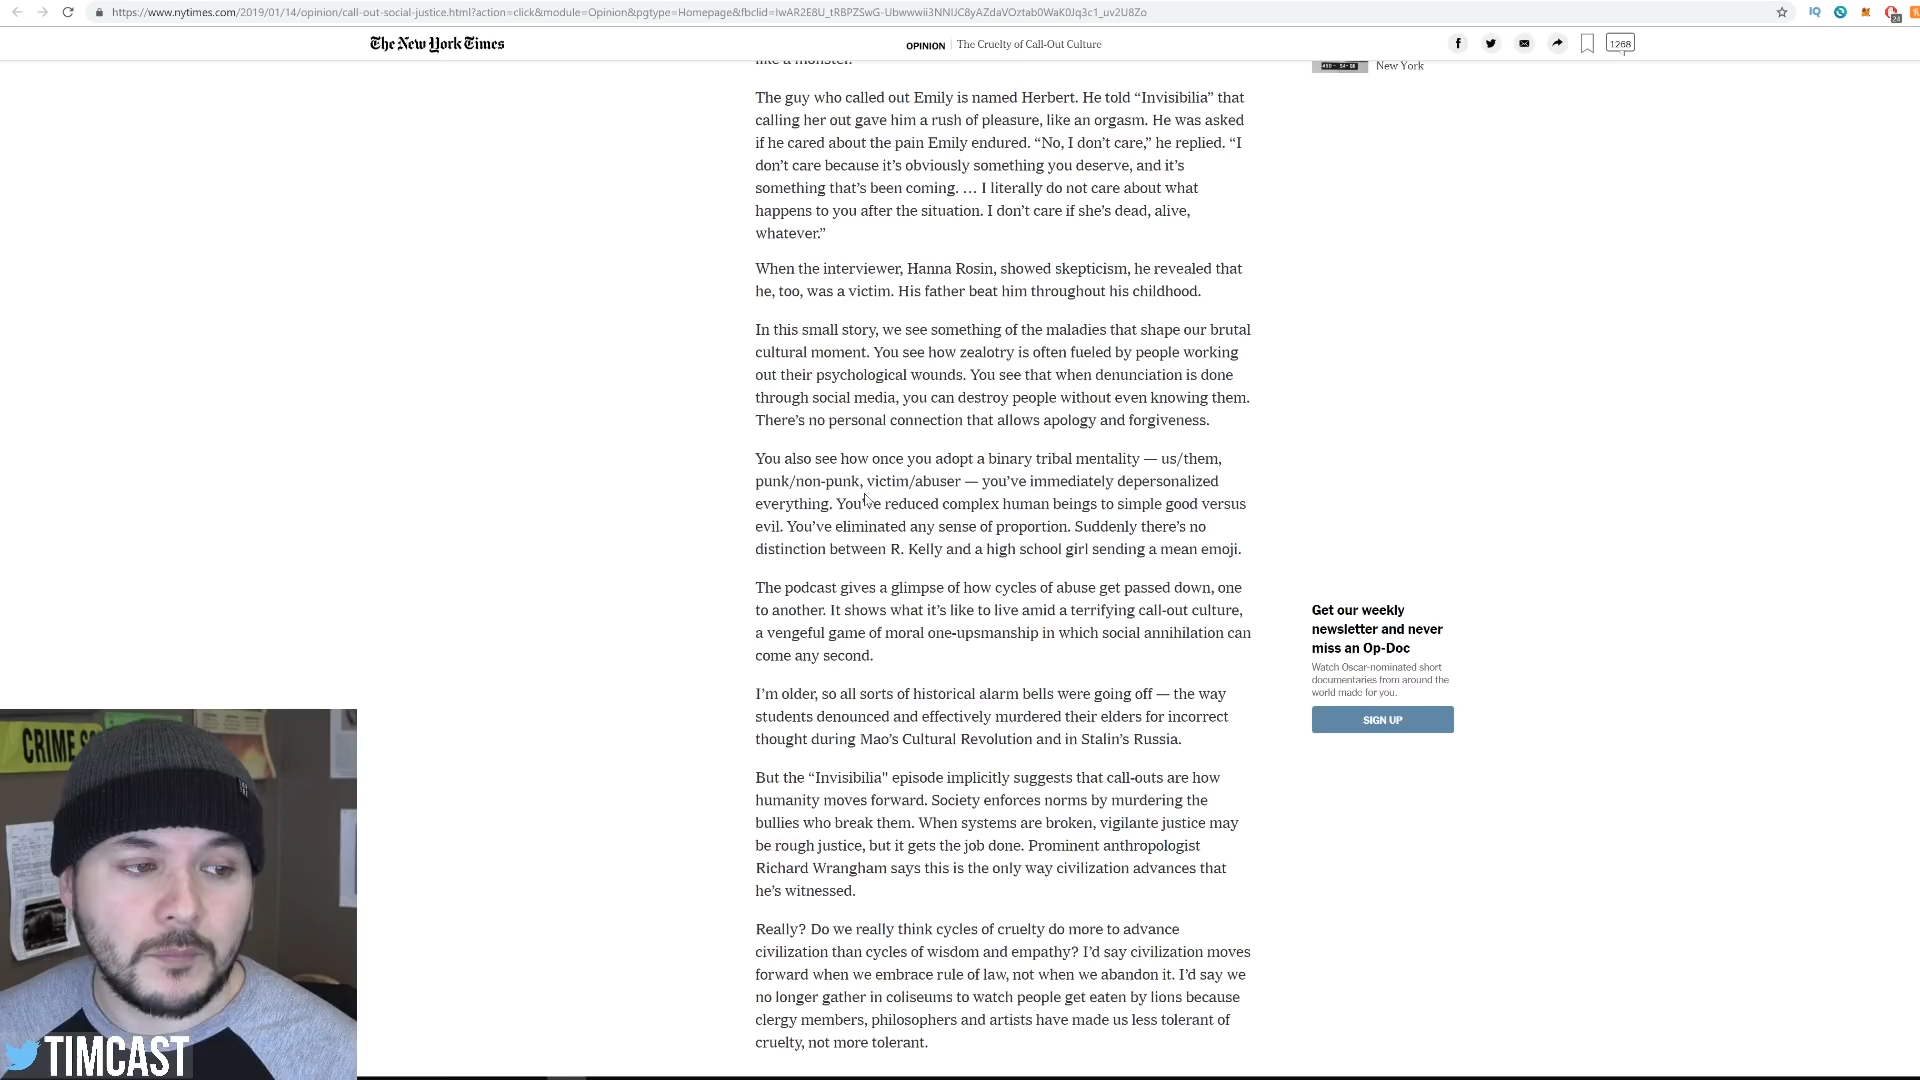 https://www.nytimes.com/2019/01/14/opinion/call-out-social-justice.html?action=click&module=Opinion&pgtype=Homepage&fbclid=IwAR2E8U_tRBPZSwG-Ubwwwii3NNIJC8yAZdaVOztab0WaK0Jq3c1_uv2U8Zo
The New York Times
OPINION | The Cruelty of Call-Out Culture
1268
24
like a monster.
New York
The guy who called out Emily is named Herbert. He told “Invisibilia” that
calling her out gave him a rush of pleasure, like an orgasm. He was asked
if he cared about the pain Emily endured. “No, I don’t care,” he replied. “I
don’t care because it’s obviously something you deserve, and it’s
something that’s been coming. … I literally do not care about what
happens to you after the situation. I don’t care if she’s dead, alive,
whatever.”
When the interviewer, Hanna Rosin, showed skepticism, he revealed that
he, too, was a victim. His father beat him throughout his childhood.
In this small story, we see something of the maladies that shape our brutal
cultural moment. You see how zealotry is often fueled by people working
out their psychological wounds. You see that when denunciation is done
through social media, you can destroy people without even knowing them.
There’s no personal connection that allows apology and forgiveness.
You also see how once you adopt a binary tribal mentality — us/them,
punk/non-punk, victim/abuser — you’ve immediately depersonalized
everything. You’ve reduced complex human beings to simple good versus
evil. You’ve eliminated any sense of proportion. Suddenly there’s no
distinction between R. Kelly and a high school girl sending a mean emoji.
The podcast gives a glimpse of how cycles of abuse get passed down, one
to another. It shows what it’s like to live amid a terrifying call-out culture,
a vengeful game of moral one-upsmanship in which social annihilation can
come any second.
I’m older, so all sorts of historical alarm bells were going off — the way
students denounced and effectively murdered their elders for incorrect
thought during Mao’s Cultural Revolution and in Stalin’s Russia.
But the “Invisibilia" episode implicitly suggests that call-outs are how
humanity moves forward. Society enforces norms by murdering the
bullies who break them. When systems are broken, vigilante justice may
be rough justice, but it gets the job done. Prominent anthropologist
Richard Wrangham says this is the only way civilization advances that
he’s witnessed.
Really? Do we really think cycles of cruelty do more to advance
civilization than cycles of wisdom and empathy? I’d say civilization moves
forward when we embrace rule of law, not when we abandon it. I’d say we
no longer gather in coliseums to watch people get eaten by lions because
clergy members, philosophers and artists have made us less tolerant of
cruelty, not more tolerant.
Get our weekly
newsletter and never
miss an Op-Doc
Watch Oscar-nominated short
documentaries from around the
world made for you.
SIGN UP
CRIME
TIMCAST